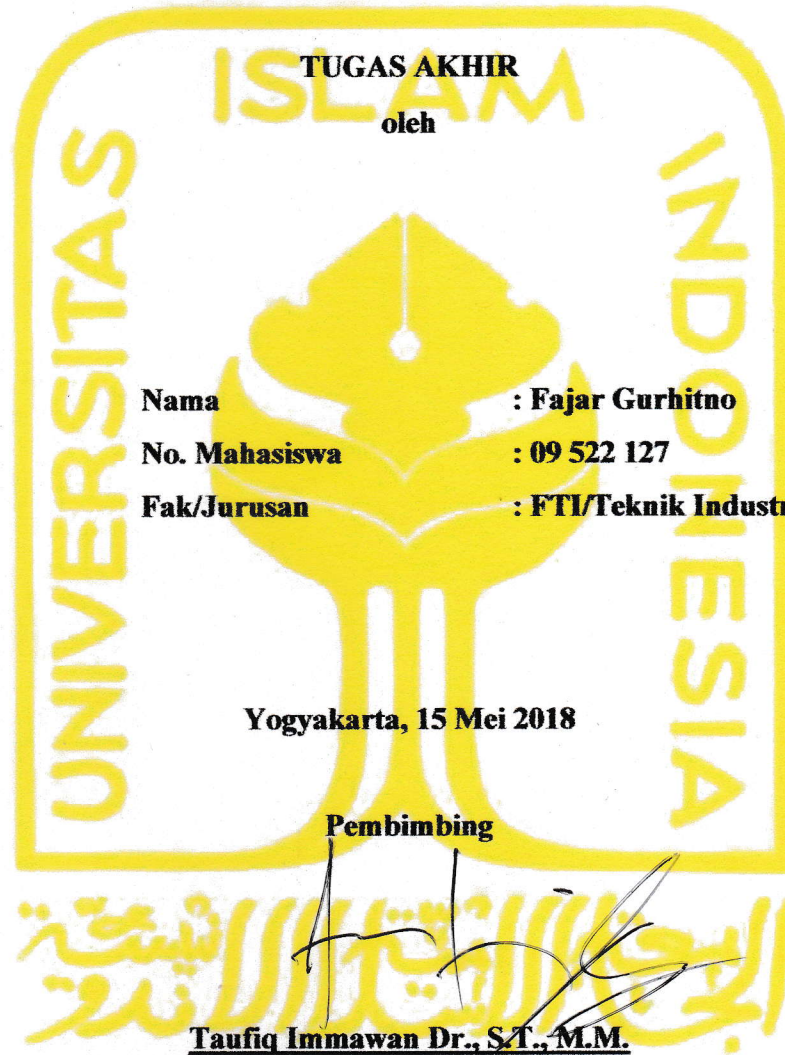 TUGAS AKHIR
oleh
UNIVERSITAS ISLAM INDONESIA
Nama : Fajar Gurhitno
No. Mahasiswa : 09 522 127
Fak/Jurusan : FTI/Teknik Industr
Yogyakarta, 15 Mei 2018
Pembimbing
Taufiq Immawan Dr., S.T., M.M.